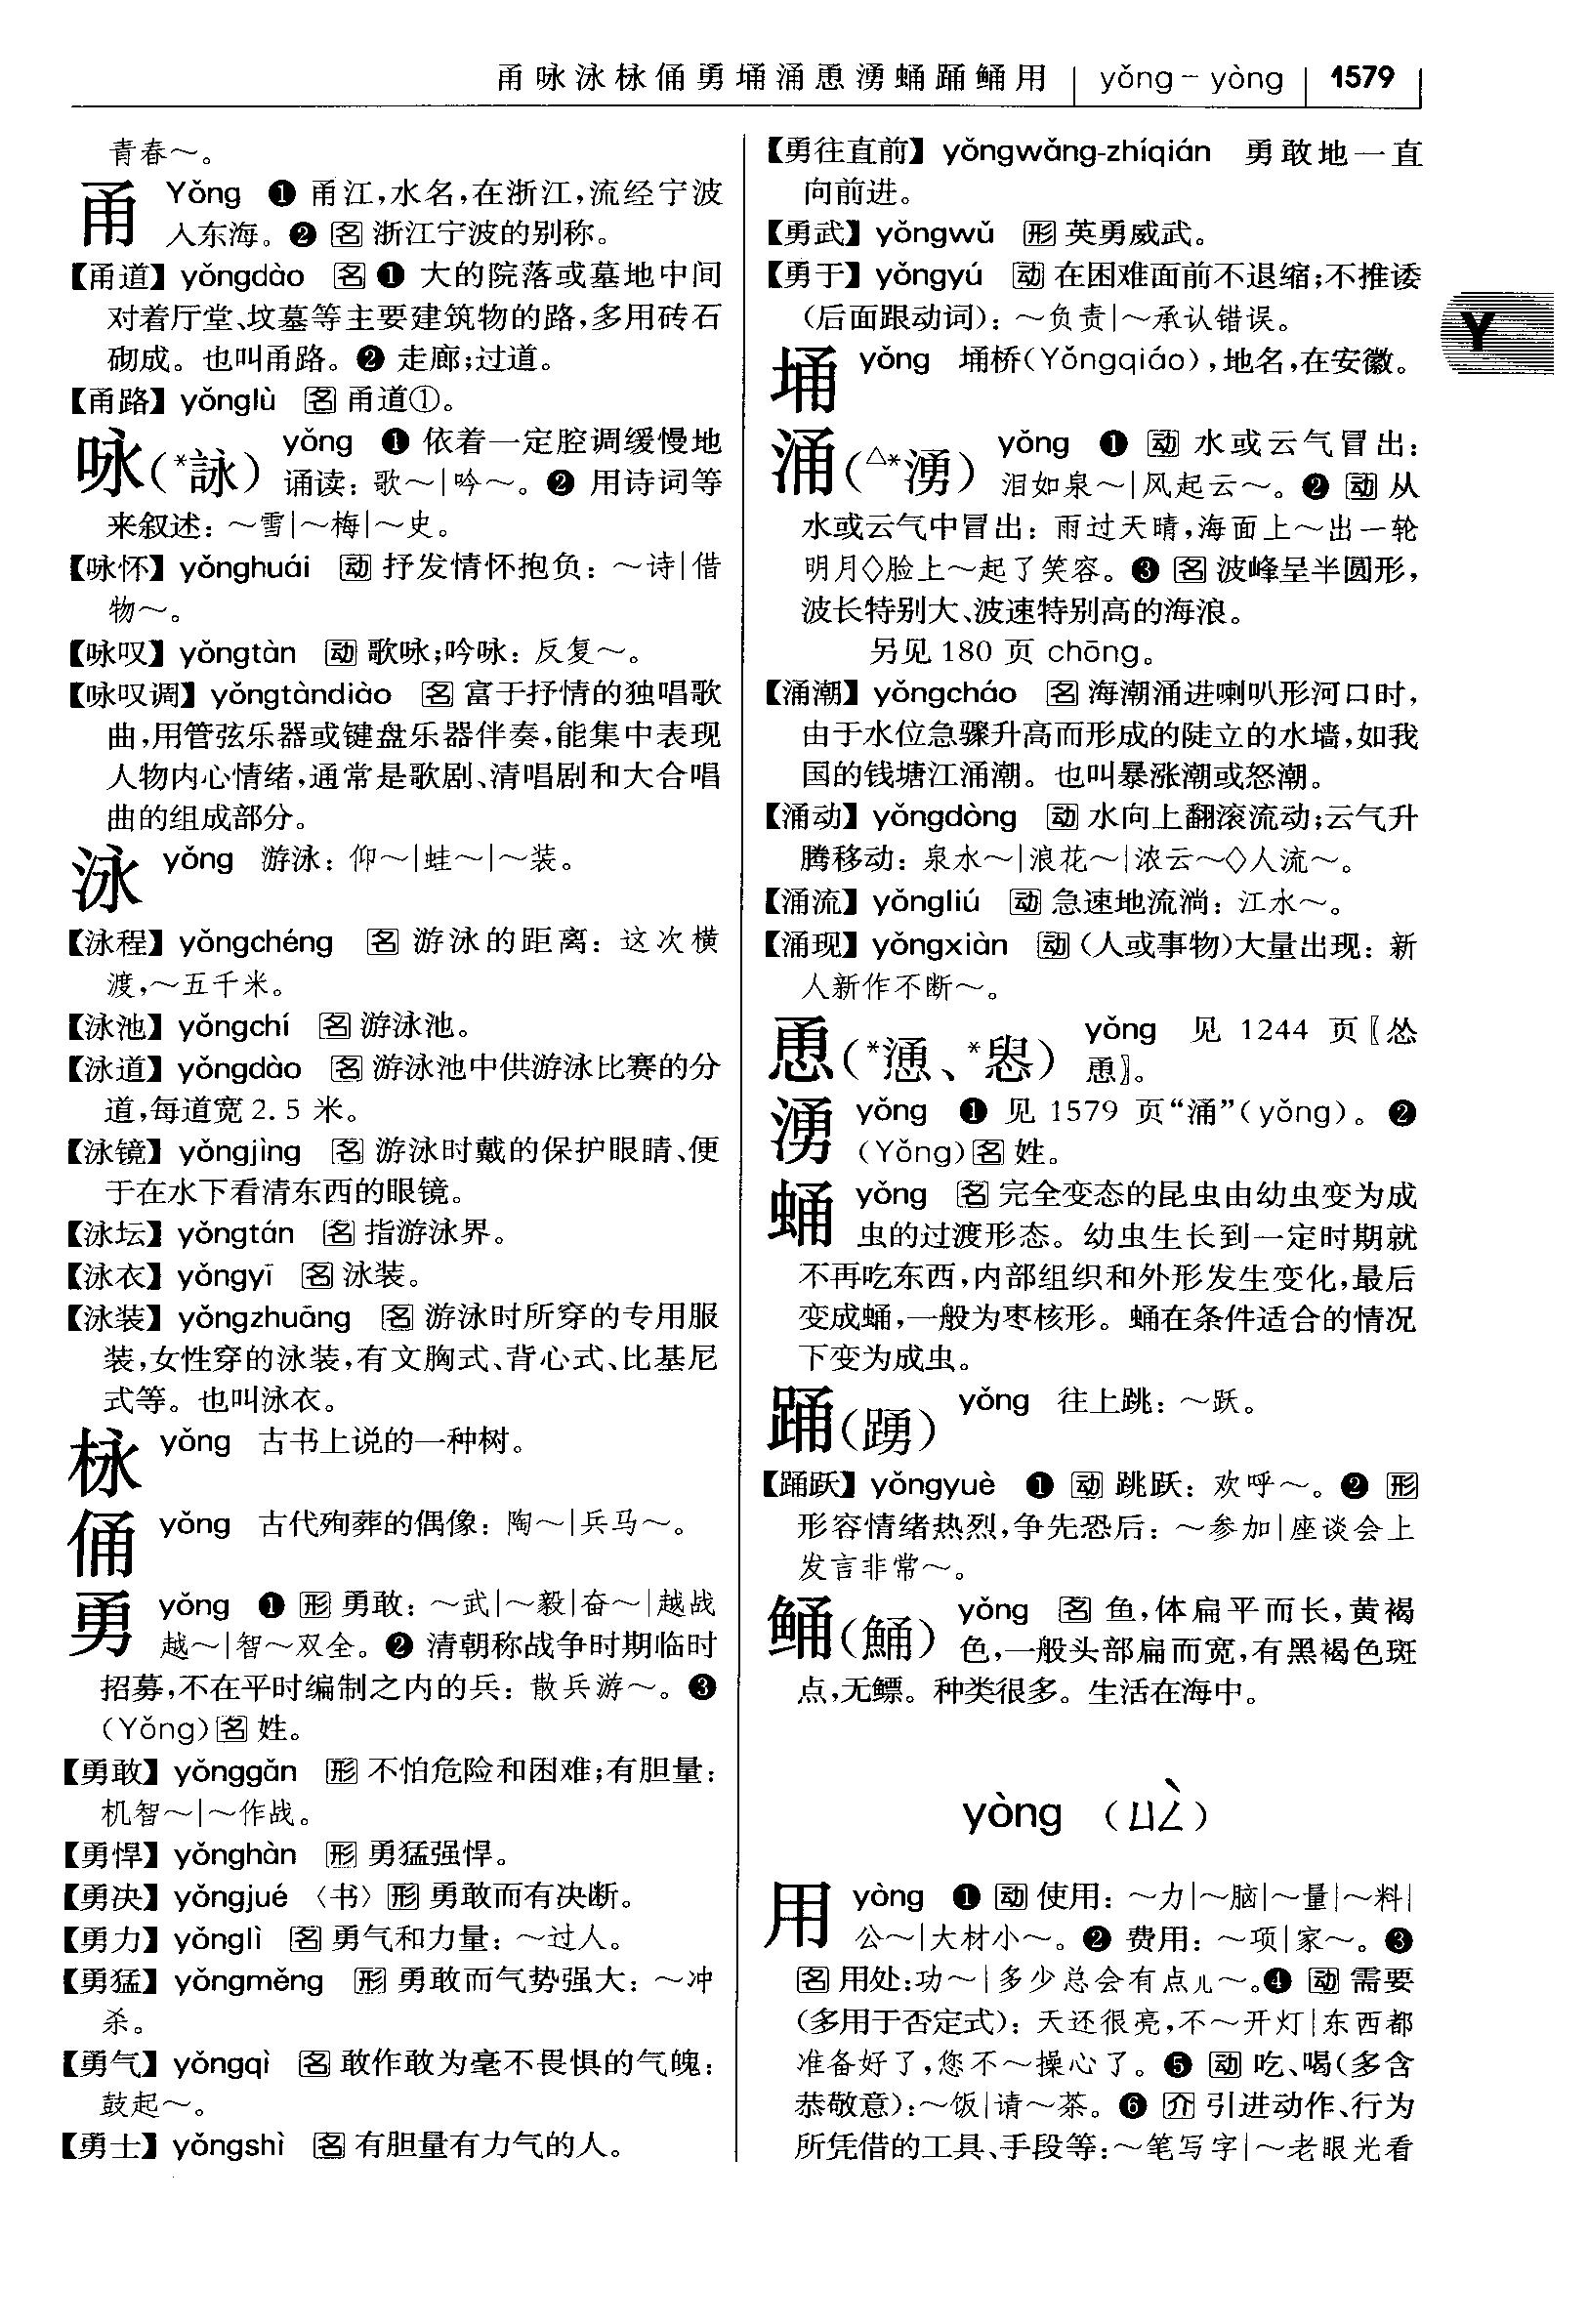 甬咏泳栐俑勇埇涌恿湧蛹踊鲬用 | yǒng－yòng | 1579
青春～。
甬 Yǒng ❶ 甬江,水名,在浙江,流经宁波
入东海。❷ 名 浙江宁波的别称。
【甬道】yǒngdào 名 ❶ 大的院落或墓地中间
对着厅堂、坟墓等主要建筑物的路,多用砖石
砌成。也叫甬路。❷ 走廊;过道。
【甬路】yǒnglù 名 甬道①。
咏(*詠) yǒng ❶ 依着一定腔调缓慢地
诵读：歌～|吟～。❷ 用诗词等
来叙述：～雪|～梅|～史。
【咏怀】yǒnghuái 动 抒发情怀抱负：～诗|借
物～。
【咏叹】yǒngtàn 动 歌咏;吟咏：反复～。
【咏叹调】yǒngtàndiào 名 富于抒情的独唱歌
曲,用管弦乐器或键盘乐器伴奏,能集中表现
人物内心情绪,通常是歌剧、清唱剧和大合唱
曲的组成部分。
泳 yǒng 游泳：仰～|蛙～|～装。
【泳程】yǒngchéng 名 游泳的距离：这次横
渡,～五千米。
【泳池】yǒngchí 名 游泳池。
【泳道】yǒngdào 名 游泳池中供游泳比赛的分
道,每道宽2.5米。
【泳镜】yǒngjìng 名 游泳时戴的保护眼睛、便
于在水下看清东西的眼镜。
【泳坛】yǒngtán 名 指游泳界。
【泳衣】yǒngyī 名 泳装。
【泳装】yǒngzhuāng 名 游泳时所穿的专用服
装,女性穿的泳装,有文胸式、背心式、比基尼
式等。也叫泳衣。
栐 yǒng 古书上说的一种树。
俑 yǒng 古代殉葬的偶像：陶～|兵马～。
勇 yǒng ❶ 形 勇敢：～武|～毅|奋～|越战
越～|智～双全。❷ 清朝称战争时期临时
招募,不在平时编制之内的兵：散兵游～。❸
(Yǒng) 名 姓。
【勇敢】yǒnggǎn 形 不怕危险和困难;有胆量：
机智～|～作战。
【勇悍】yǒnghàn 形 勇猛强悍。
【勇决】yǒngjué〈书〉形 勇敢而有决断。
【勇力】yǒnglì 名 勇气和力量：～过人。
【勇猛】yǒngměng 形 勇敢而气势强大：～冲
杀。
【勇气】yǒngqì 名 敢作敢为毫不畏惧的气魄：
鼓起～。
【勇士】yǒngshì 名 有胆量有力气的人。
【勇往直前】yǒngwǎng-zhíqián 勇敢地一直
向前进。
【勇武】yǒngwǔ 形 英勇威武。
【勇于】yǒngyú 动 在困难面前不退缩;不推诿
(后面跟动词)：～负责|～承认错误。
埇 yǒng 埇桥(Yǒngqiáo),地名,在安徽。
涌(△*湧) yǒng ❶ 动 水或云气冒出：
泪如泉～|风起云～。❷ 动 从
水或云气中冒出：雨过天晴,海面上～出一轮
明月◇脸上～起了笑容。❸ 名 波峰呈半圆形,
波长特别大、波速特别高的海浪。
另见180页 chōng。
【涌潮】yǒngcháo 名 海潮涌进喇叭形河口时,
由于水位急骤升高而形成的陡立的水墙,如我
国的钱塘江涌潮。也叫暴涨潮或怒潮。
【涌动】yǒngdòng 动 水向上翻滚流动;云气升
腾移动：泉水～|浪花～|浓云～◇人流～。
【涌流】yǒngliú 动 急速地流淌：江水～。
【涌现】yǒngxiàn 动 (人或事物)大量出现：新
人新作不断～。
恿(*慂、*惥) yǒng 见 1244 页〖怂
恿〗。
湧 yǒng ❶ 见 1579 页“涌”(yǒng)。❷
(Yǒng) 名 姓。
蛹 yǒng 名 完全变态的昆虫由幼虫变为成
虫的过渡形态。幼虫生长到一定时期就
不再吃东西,内部组织和外形发生变化,最后
变成蛹,一般为枣核形。蛹在条件适合的情况
下变为成虫。
踊(踴) yǒng 往上跳：～跃。
【踊跃】yǒngyuè ❶ 动 跳跃：欢呼～。❷ 形
形容情绪热烈,争先恐后：～参加|座谈会上
发言非常～。
鲬(鯒) yǒng 名 鱼,体扁平而长,黄褐
色,一般头部扁而宽,有黑褐色斑
点,无鳔。种类很多。生活在海中。
yòng (ㄩㄥˋ)
用 yòng ❶ 动 使用：～力|～脑|～量|～料|
公～|大材小～。❷ 费用：～项|家～。❸
名 用处:功～|多少总会有点儿～。❹ 动 需要
(多用于否定式)：天还很亮,不～开灯|东西都
准备好了,您不～操心了。❺ 动 吃、喝(多含
恭敬意):～饭|请～茶。❻ 介 引进动作、行为
所凭借的工具、手段等:～笔写字|～老眼光看
Y